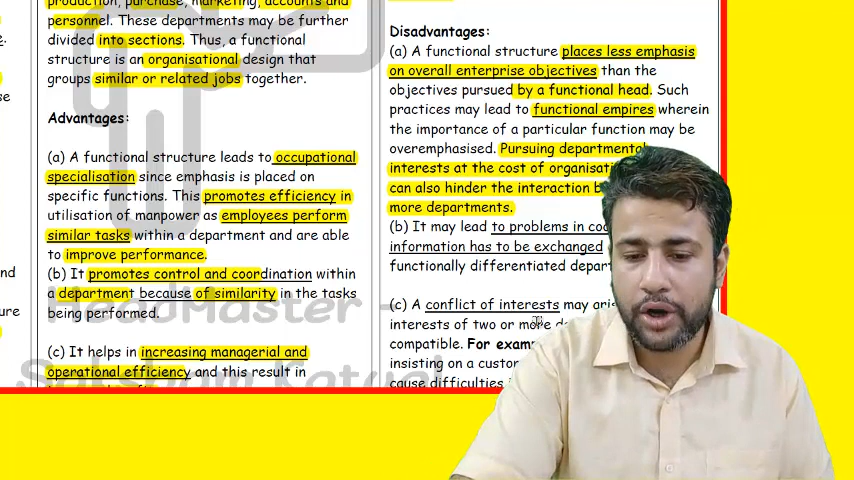 production, purchase, marketing, accounts and
personnel. These departments may be further
divided into sections. Thus, a functional
structure is an organisational design that
groups similar or related jobs together.
Advantages:
(a) A functional structure leads to occupational
specialisation since emphasis is placed on
specific functions. This promotes efficiency in
utilisation of manpower as employees perform
similar tasks within a department and are able
to improve performance.
(b) It promotes control and coordination within
a department because of similarity in the tasks
being performed.
(c) It helps in increasing managerial and
operational efficiency and this result in
Disadvantages:
(a) A functional structure places less emphasis
on overall enterprise objectives than the
objectives pursued by a functional head. Such
practices may lead to functional empires wherein
the importance of a particular function may be
overemphasised. Pursuing departmental
interests at the cost of
can also hinder the interaction
more departments.
(b) It may lead to problems in
information has to be exchanged
functionally differentiated
(c) A conflict of interests may
interests of two or more
compatible. For
insisting on a
cause difficulties
HeadMaster -